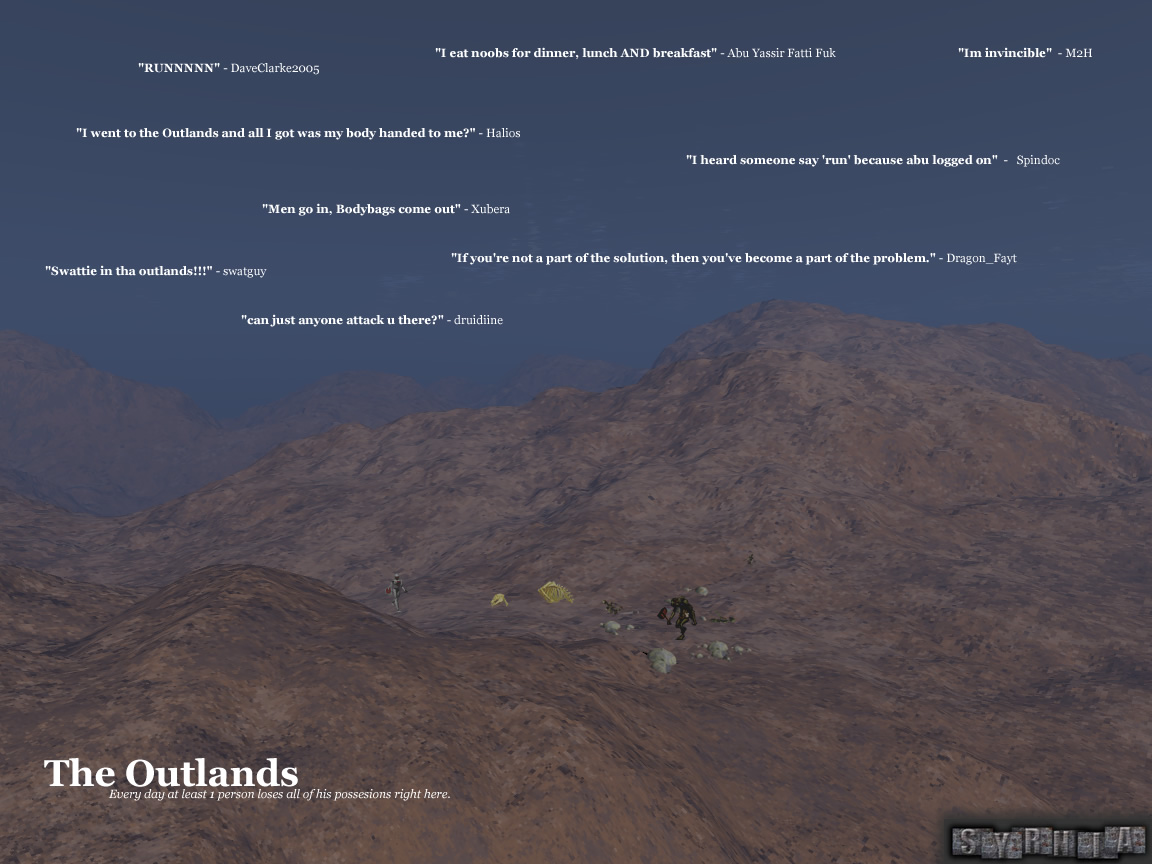 "I eat noobs for dinner, lunch AND breakfast" - Abu Yassir Fatti Fuk
"Im invincible" - M2H
"RUNNNNN" - DaveClarke2005
"I went to the Outlands and all I got was my body handed to me?" - Halios
"I heard someone say 'run' because abu logged on" - Spindoc
"Men go in, Bodybags come out" - Xubera
"If you're not a part of the solution, then you've become a part of the problem." - Dragon_Fayt
"Swattie in tha outlands!!!" - swatguy
"can just anyone attack u there?" - druidiine
The Outlands
Every day at least 1 person loses all of his possesions right here.